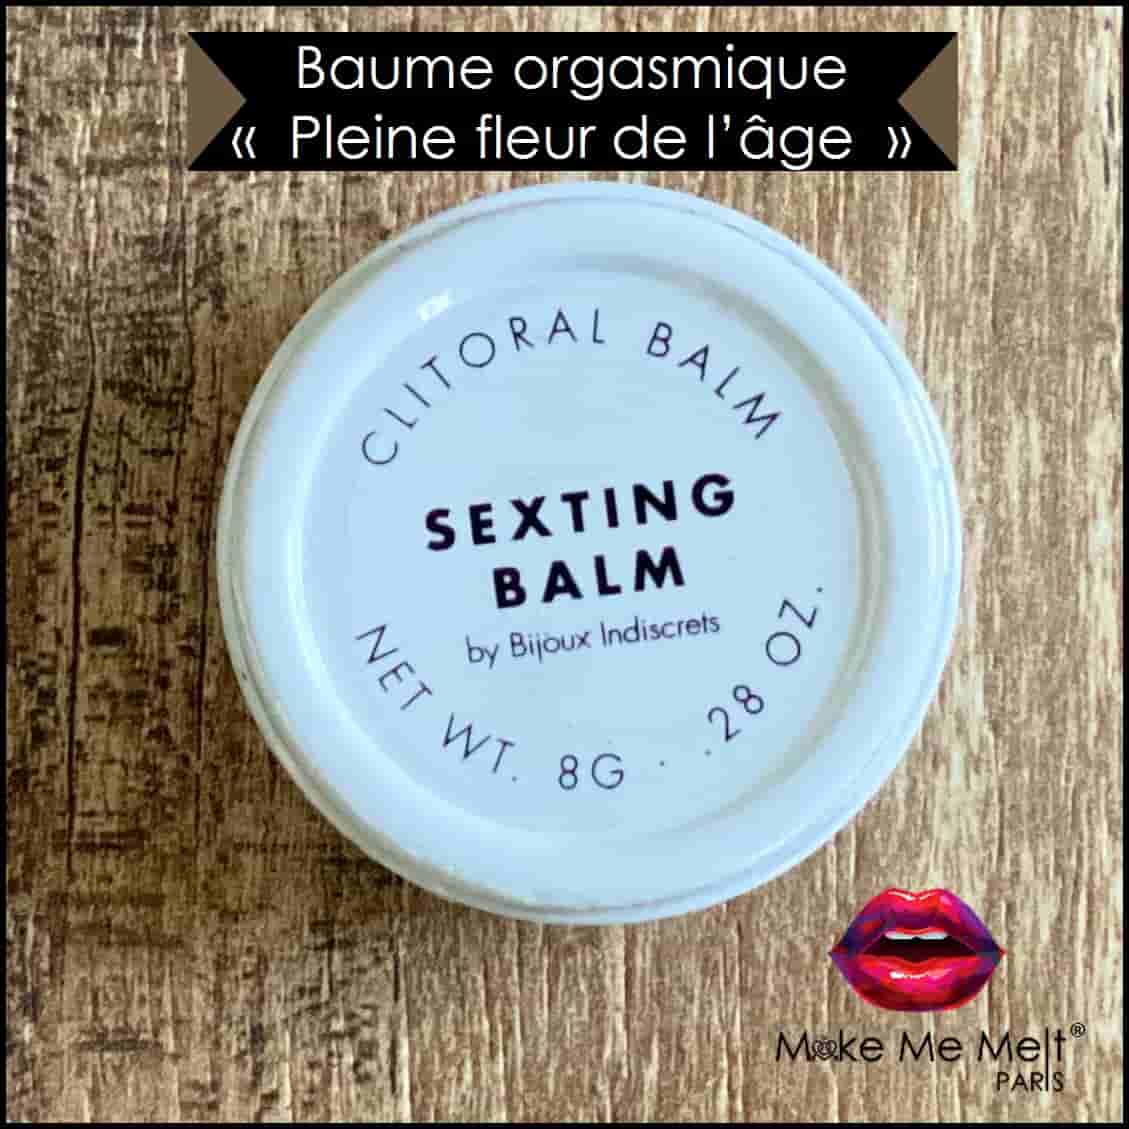 Baume orgasmique
«  Pleine fleur de l’âge  »
CLITORAL BALM
SEXTING
BALM
by Bijoux Indiscrets
NET WT. 8G . .28 OZ.
Make Me Melt®
PARIS